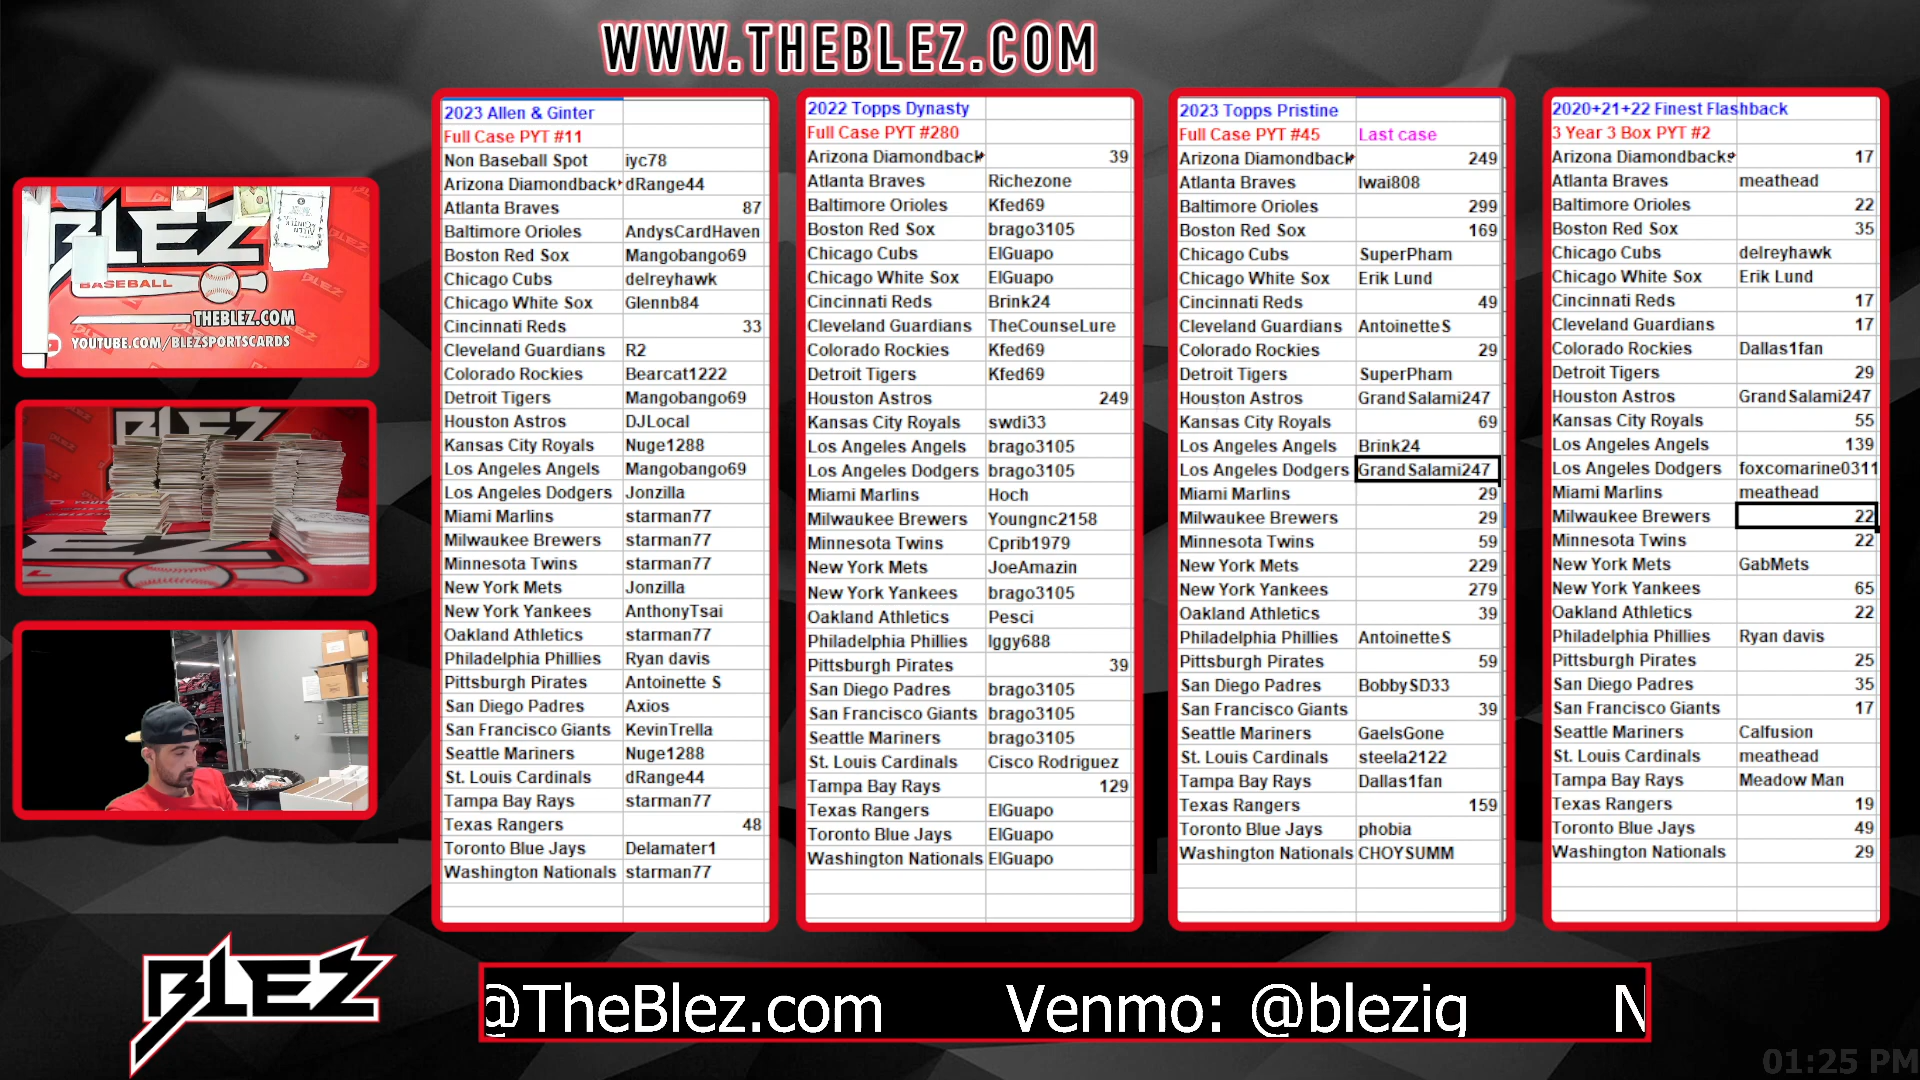 WWW.THEBLEZ.COM
2023 Allen & Ginter
Full Case PYT #11
Non Baseball Spot iyc78
Arizona Diamondback dRange44
Atlanta Braves 87
Baltimore Orioles AndysCardHaven
Boston Red Sox Mangobango69
Chicago Cubs delreyhawk
Chicago White Sox Glennb84
Cincinnati Reds 33
Cleveland Guardians R2
Colorado Rockies Bearcat1222
Detroit Tigers Mangobango69
Houston Astros DJLocal
Kansas City Royals Nuge1288
Los Angeles Angels Mangobango69
Los Angeles Dodgers Jonzilla
Miami Marlins starman77
Milwaukee Brewers starman77
Minnesota Twins starman77
New York Mets Jonzilla
New York Yankees AnthonyTsai
Oakland Athletics starman77
Philadelphia Phillies Ryan davis
Pittsburgh Pirates Antoinette S
San Diego Padres Axios
San Francisco Giants KevinTrella
Seattle Mariners Nuge1288
St. Louis Cardinals dRange44
Tampa Bay Rays starman77
Texas Rangers 48
Toronto Blue Jays Delamater1
Washington Nationals starman77
2022 Topps Dynasty
Full Case PYT #280
Arizona Diamondback 39
Atlanta Braves Richezone
Baltimore Orioles Kfed69
Boston Red Sox brago3105
Chicago Cubs ElGuapo
Chicago White Sox ElGuapo
Cincinnati Reds Brink24
Cleveland Guardians TheCounseLure
Colorado Rockies Kfed69
Detroit Tigers Kfed69
Houston Astros 249
Kansas City Royals swdi33
Los Angeles Angels brago3105
Los Angeles Dodgers brago3105
Miami Marlins Hoch
Milwaukee Brewers Youngnc2158
Minnesota Twins Cprib1979
New York Mets JoeAmazin
New York Yankees brago3105
Oakland Athletics Pesci
Philadelphia Phillies Iggy688
Pittsburgh Pirates 39
San Diego Padres brago3105
San Francisco Giants brago3105
Seattle Mariners brago3105
St. Louis Cardinals Cisco Rodriguez
Tampa Bay Rays 129
Texas Rangers ElGuapo
Toronto Blue Jays ElGuapo
Washington Nationals ElGuapo
2023 Topps Pristine
Full Case PYT #45 Last case
Arizona Diamondback 249
Atlanta Braves Iwai808
Baltimore Orioles 299
Boston Red Sox 169
Chicago Cubs SuperPham
Chicago White Sox Erik Lund
Cincinnati Reds 49
Cleveland Guardians AntoinetteS
Colorado Rockies 29
Detroit Tigers SuperPham
Houston Astros GrandSalami247
Kansas City Royals 69
Los Angeles Angels Brink24
Los Angeles Dodgers GrandSalami247
Miami Marlins 29
Milwaukee Brewers 29
Minnesota Twins 59
New York Mets 229
New York Yankees 279
Oakland Athletics 39
Philadelphia Phillies AntoinetteS
Pittsburgh Pirates 59
San Diego Padres BobbySD33
San Francisco Giants 39
Seattle Mariners GaelsGone
St. Louis Cardinals steela2122
Tampa Bay Rays Dallas1fan
Texas Rangers 159
Toronto Blue Jays phobia
Washington Nationals CHOYSUMM
2020+21+22 Finest Flashback
3 Year 3 Box PYT #2
Arizona Diamondbacks 17
Atlanta Braves meathead
Baltimore Orioles 22
Boston Red Sox 35
Chicago Cubs delreyhawk
Chicago White Sox Erik Lund
Cincinnati Reds 17
Cleveland Guardians 17
Colorado Rockies Dallas1fan
Detroit Tigers 29
Houston Astros GrandSalami247
Kansas City Royals 55
Los Angeles Angels 139
Los Angeles Dodgers foxcomarine0311
Miami Marlins meathead
Milwaukee Brewers 22
Minnesota Twins 22
New York Mets GabMets
New York Yankees 65
Oakland Athletics 22
Philadelphia Phillies Ryan davis
Pittsburgh Pirates 25
San Diego Padres 35
San Francisco Giants 17
Seattle Mariners Calfusion
St. Louis Cardinals meathead
Tampa Bay Rays Meadow Man
Texas Rangers 19
Toronto Blue Jays 49
Washington Nationals 29
BLEZ
BASEBALL
THEBLEZ.COM
YOUTUBE.COM/BLEZSPORTSCARDS
BLEZ
BLEZ
@TheBlez.com Venmo: @blezig N
01:25 PM